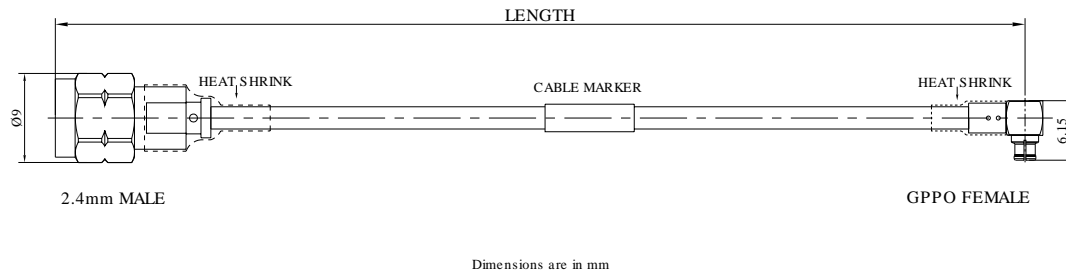 LENGTH
HEAT SHRINK
CABLE MARKER
HEAT SHRINK
Ø9
6.15
2.4mm MALE
GPPO FEMALE
Dimensions are in mm